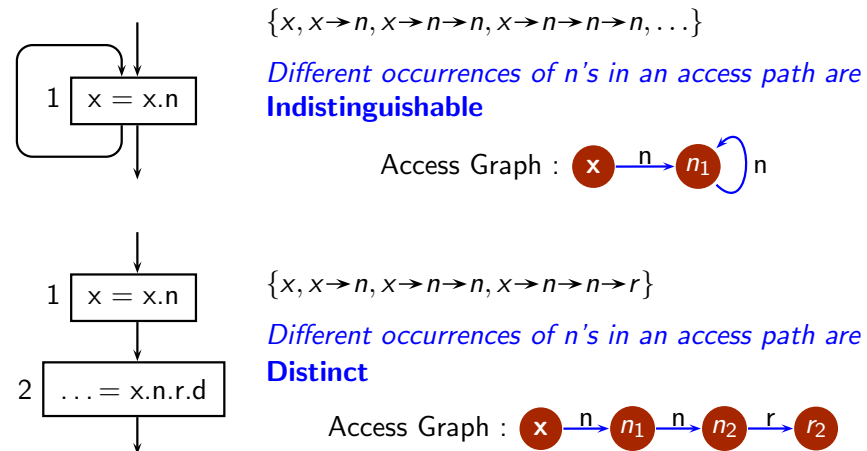 {x, x→n, x→n→n, x→n→n→n, ...}
Different occurrences of n's in an access path are
Indistinguishable
1 x = x.n
Access Graph : x n n₁ n
1 x = x.n
{x, x→n, x→n→n, x→n→n→r}
Different occurrences of n's in an access path are
Distinct
2 ... = x.n.r.d
Access Graph : x n n₁ n n₂ r r₂